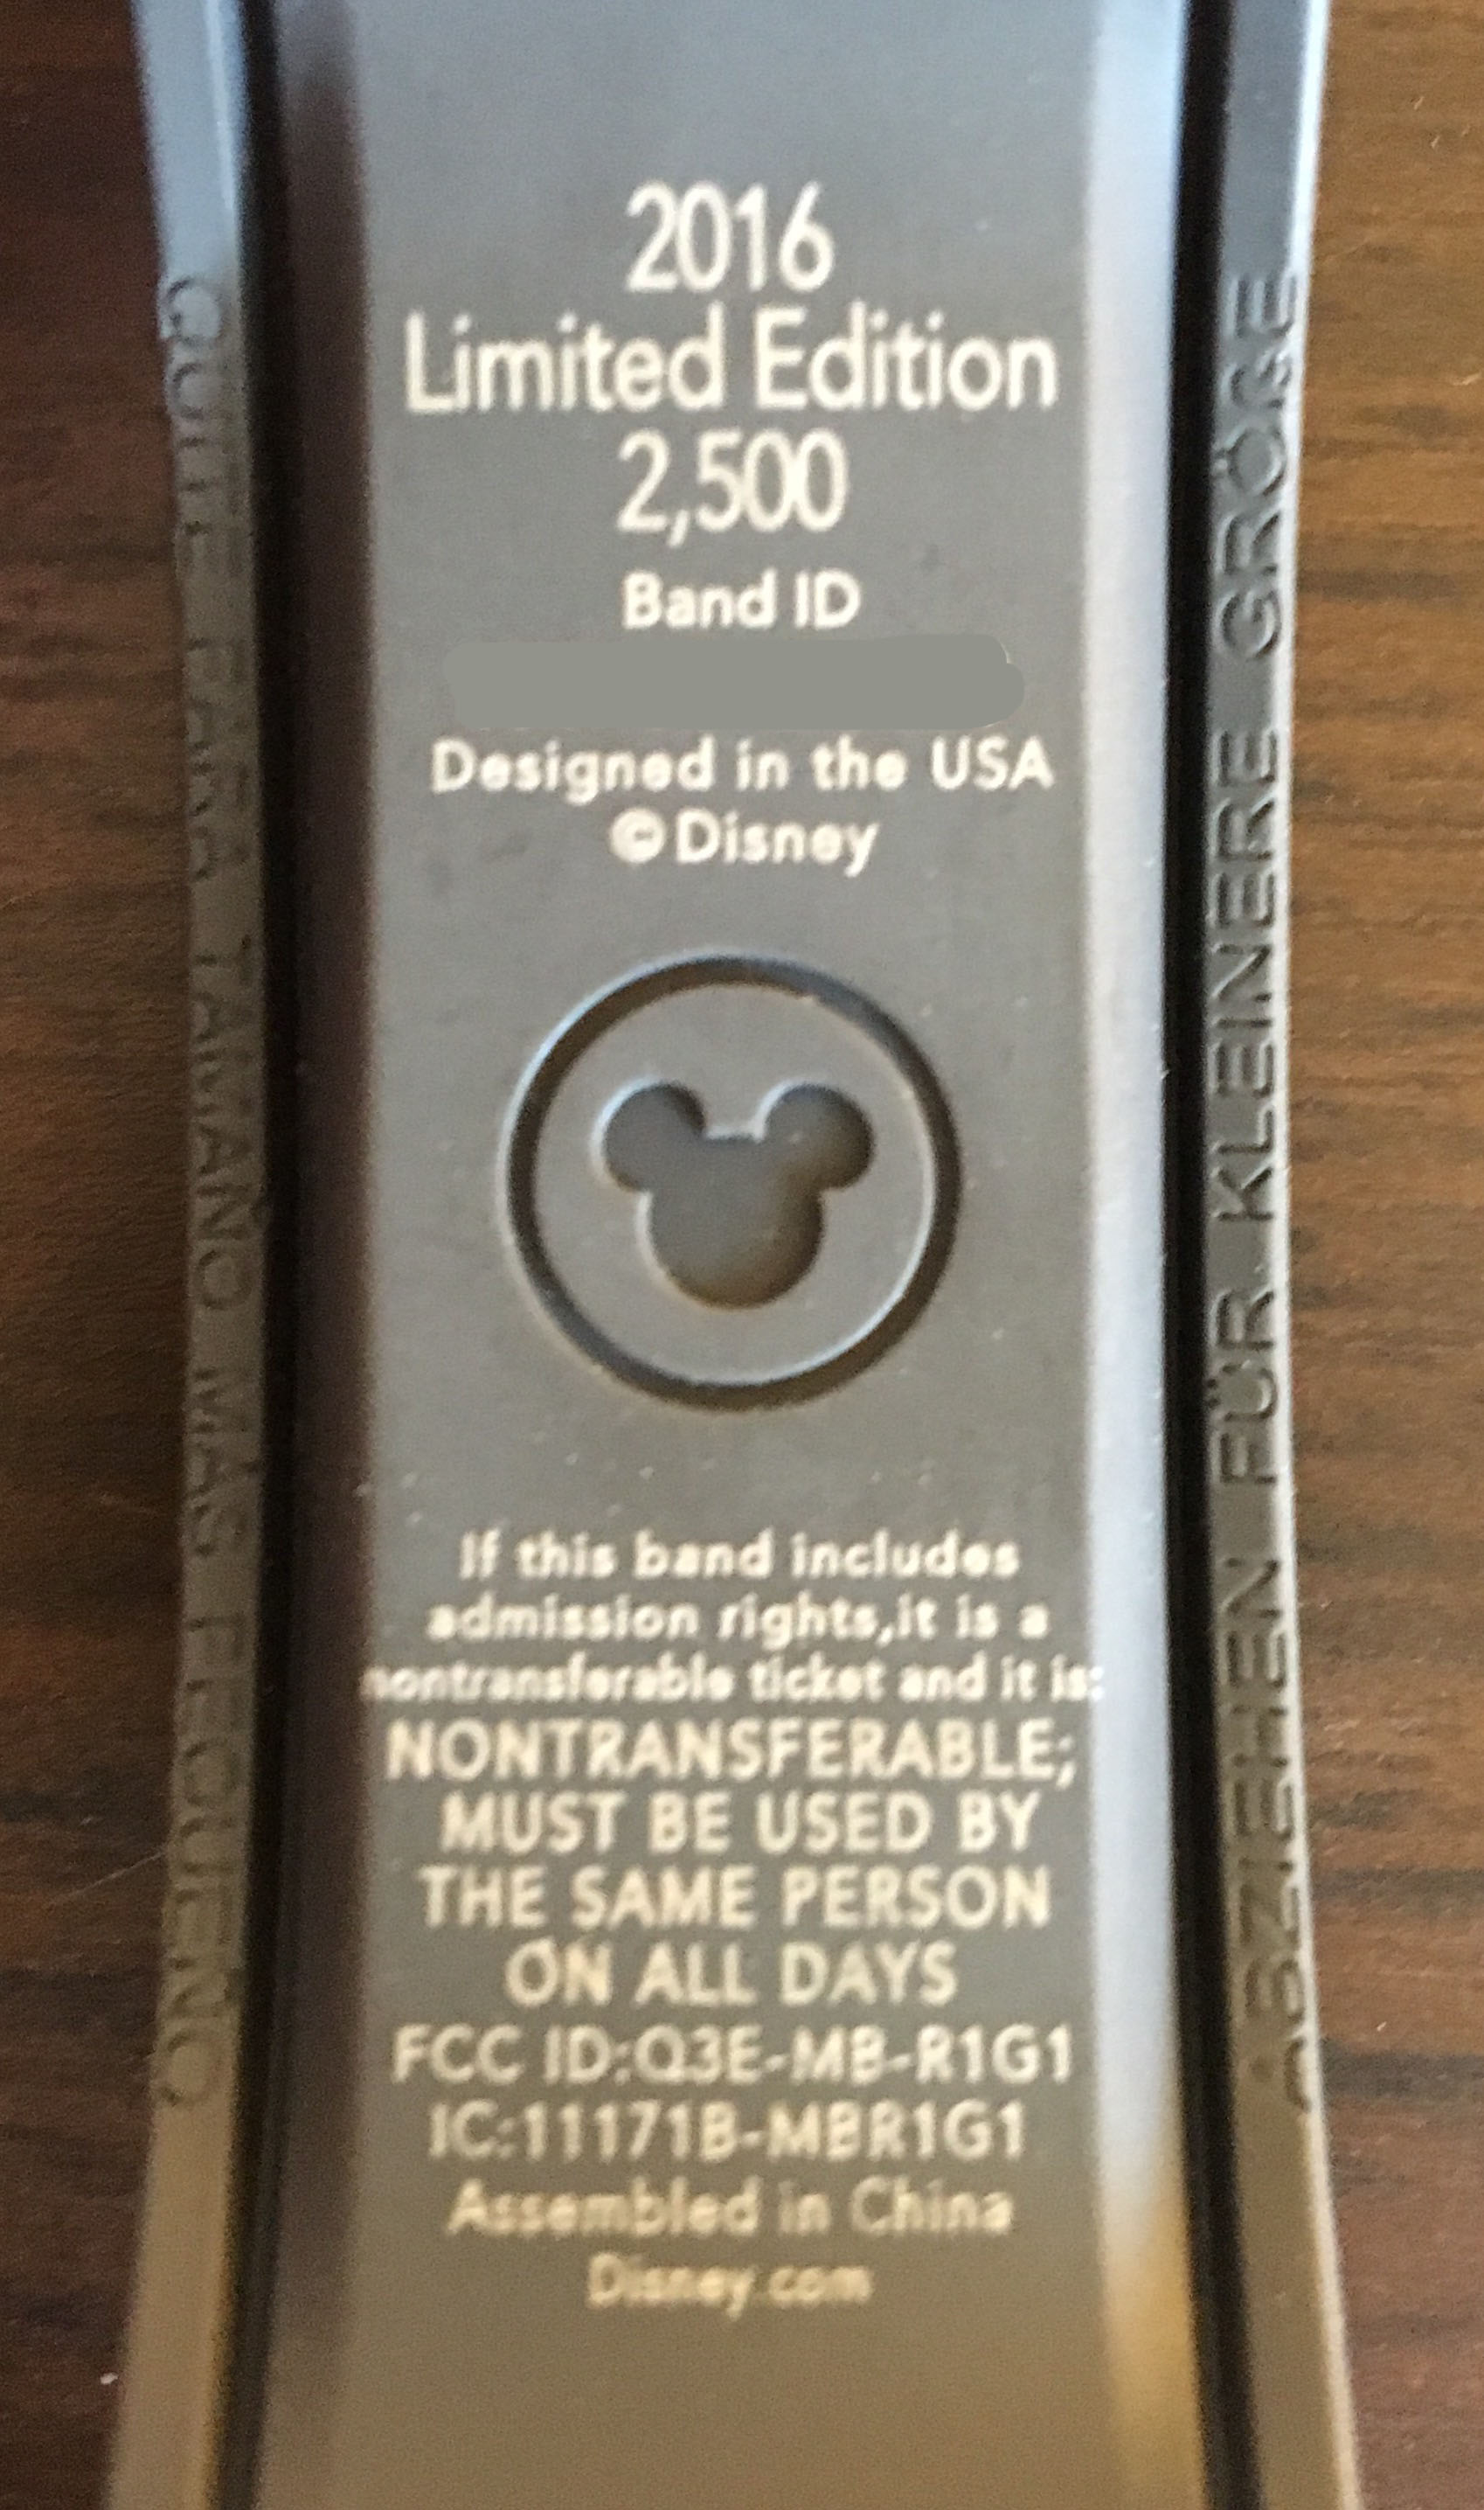 2016
Limited Edition
2,500
Band ID
Designed in the USA
©Disney
If this band includes
admission rights,it is a
nontransferable ticket and it is:
NONTRANSFERABLE;
MUST BE USED BY
THE SAME PERSON
ON ALL DAYS
FCC ID:Q3E-MB-R1G1
IC:11171B-MBR1G1
Assembled in China
Disney.com
QUITE PARA TAMAÑO MÁS PEQUEÑO
ABZIEHEN FÜR KLEINERE GRÖßE